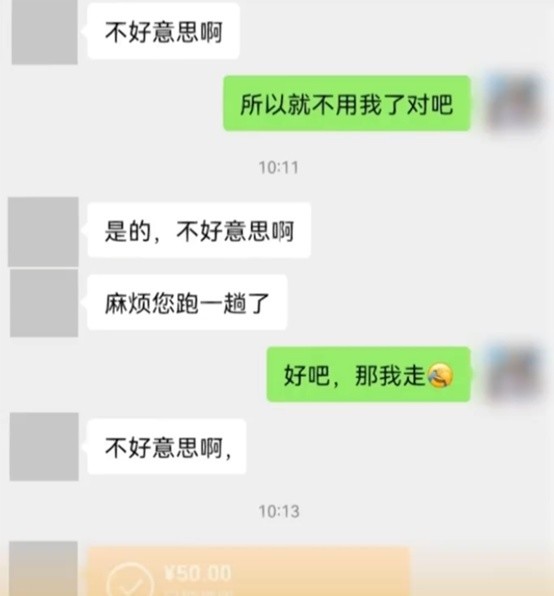 不好意思啊
所以就不用我了对吧
10:11
是的，不好意思啊
麻烦您跑一趟了
好吧，那我走
不好意思啊，
10:13
¥50.00